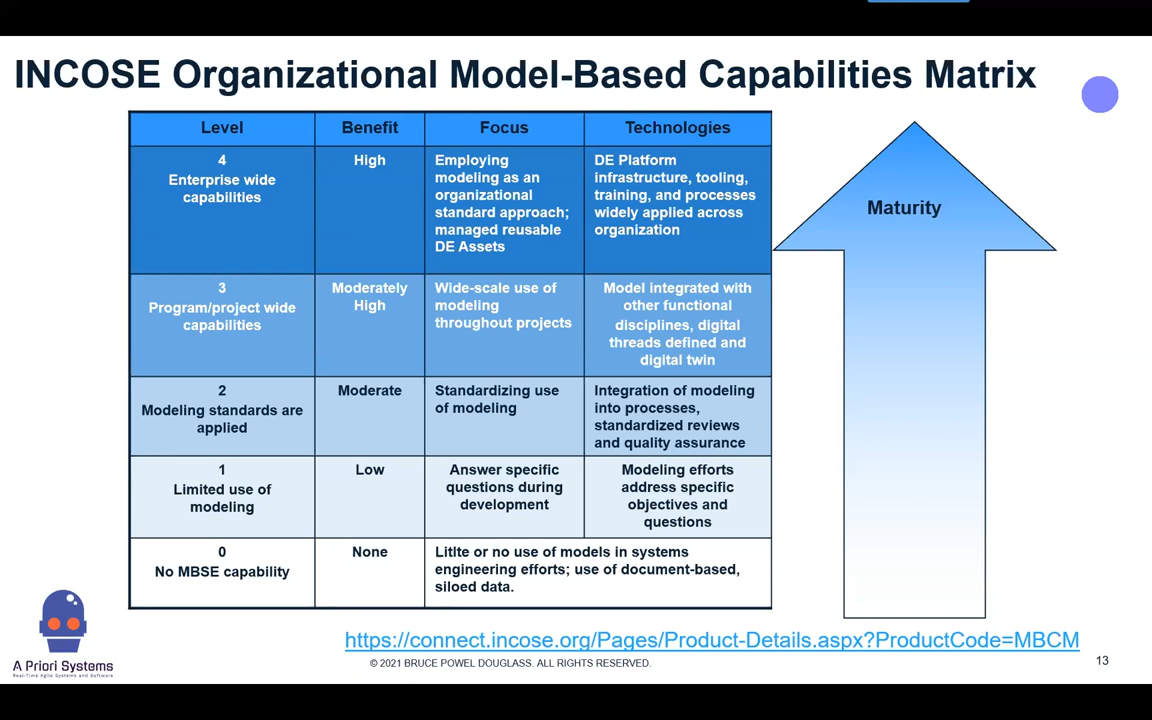 INCOSE Organizational Model-Based Capabilities Matrix
Level Benefit Focus Technologies
4
Enterprise wide
capabilities
High
Employing
modeling as an
organizational
standard approach;
managed reusable
DE Assets
DE Platform
infrastructure, tooling,
training, and processes
widely applied across
organization
3
Program/project wide
capabilities
Moderately
High
Wide-scale use of
modeling
throughout projects
Model integrated with
other functional
disciplines, digital
threads defined and
digital twin
2
Modeling standards are
applied
Moderate
Standardizing use
of modeling
Integration of modeling
into processes,
standardized reviews
and quality assurance
1
Limited use of
modeling
Low
Answer specific
questions during
development
Modeling efforts
address specific
objectives and
questions
0
No MBSE capability
None
Litlte or no use of models in systems
engineering efforts; use of document-based,
siloed data.
Maturity
https://connect.incose.org/Pages/Product-Details.aspx?ProductCode=MBCM
© 2021 BRUCE POWEL DOUGLASS. ALL RIGHTS RESERVED.
13
A Priori Systems
Real-Time Agile Systems and Software